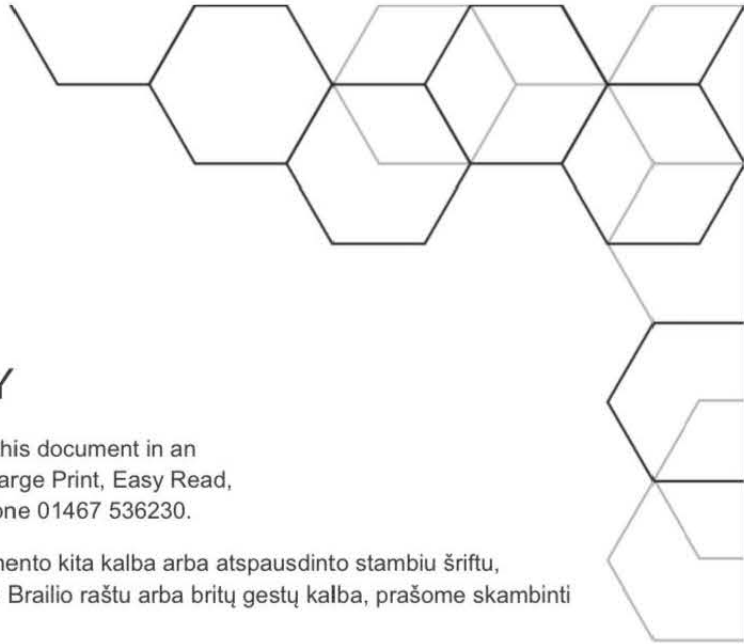 Y
his document in an
arge Print, Easy Read,
one 01467 536230.
ento kita kalba arba atspausdinto stambiu šriftu,
Brailio raštu arba britų gestų kalba, prašome skambinti